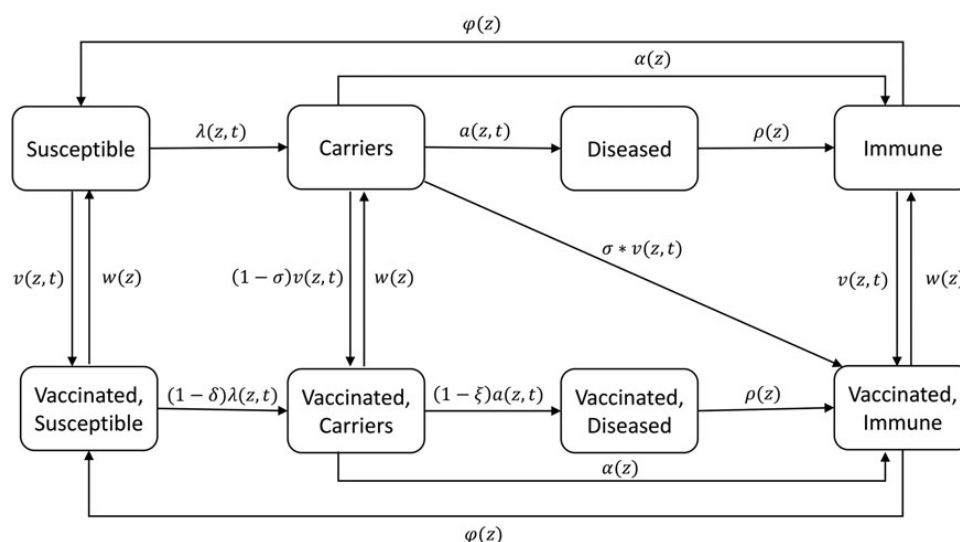 φ(z)
α(z)
Susceptible
λ(z,t)
Carriers
a(z,t)
Diseased
ρ(z)
Immune
v(z,t)
w(z)
(1 − σ)v(z,t)
w(z)
σ ∗ v(z,t)
v(z,t)
w(z)
Vaccinated,
Susceptible
(1 − δ)λ(z,t)
Vaccinated,
Carriers
(1 − ξ)a(z,t)
Vaccinated,
Diseased
ρ(z)
Vaccinated,
Immune
α(z)
φ(z)